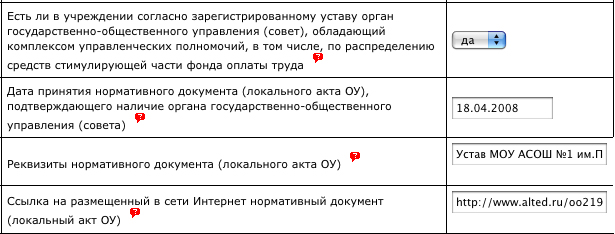 Есть ли в учреждении согласно зарегистрированному уставу орган
государственно-общественного управления (совет), обладающий
комплексом управленческих полномочий, в том числе, по распределению
средств стимулирующей части фонда оплаты труда ?
да
Дата принятия нормативного документа (локального акта ОУ),
подтверждающего наличие органа государственно-общественного
управления (совета) ?
18.04.2008
Реквизиты нормативного документа (локального акта ОУ) ?
Устав МОУ АСОШ №1 им.П
Ссылка на размещенный в сети Интернет нормативный документ
(локальный акт ОУ) ?
http://www.alted.ru/oo219